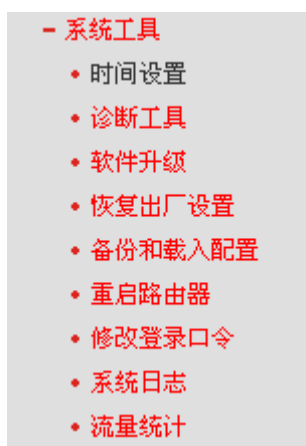 − 系统工具
• 时间设置
• 诊断工具
• 软件升级
• 恢复出厂设置
• 备份和载入配置
• 重启路由器
• 修改登录口令
• 系统日志
• 流量统计